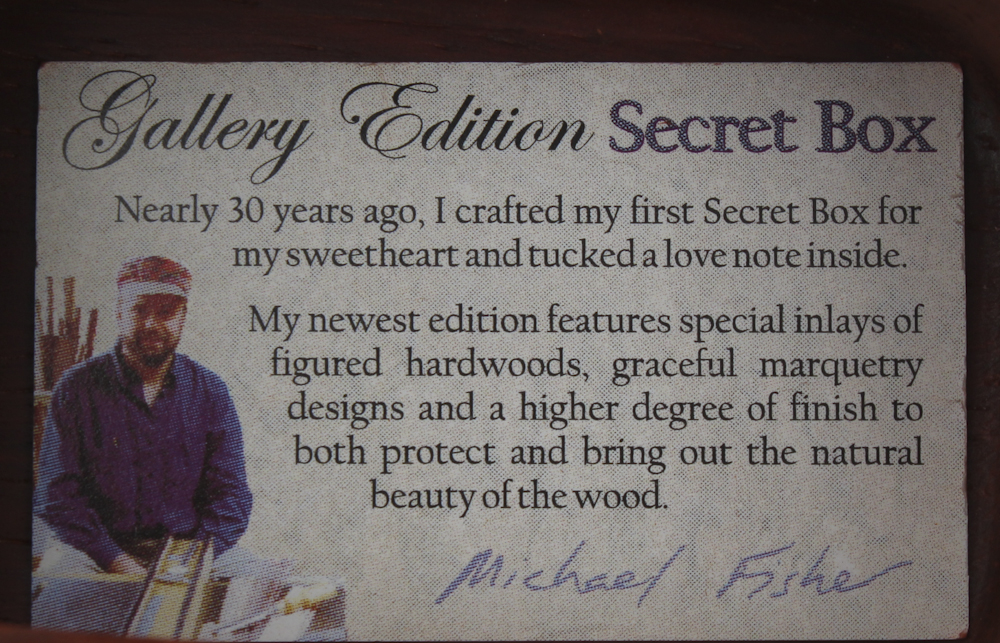 Gallery Edition Secret Box
Nearly 30 years ago, I crafted my first Secret Box for
my sweetheart and tucked a love note inside.
My newest edition features special inlays of
figured hardwoods, graceful marquetry
designs and a higher degree of finish to
both protect and bring out the natural
beauty of the wood.
Michael Fisher